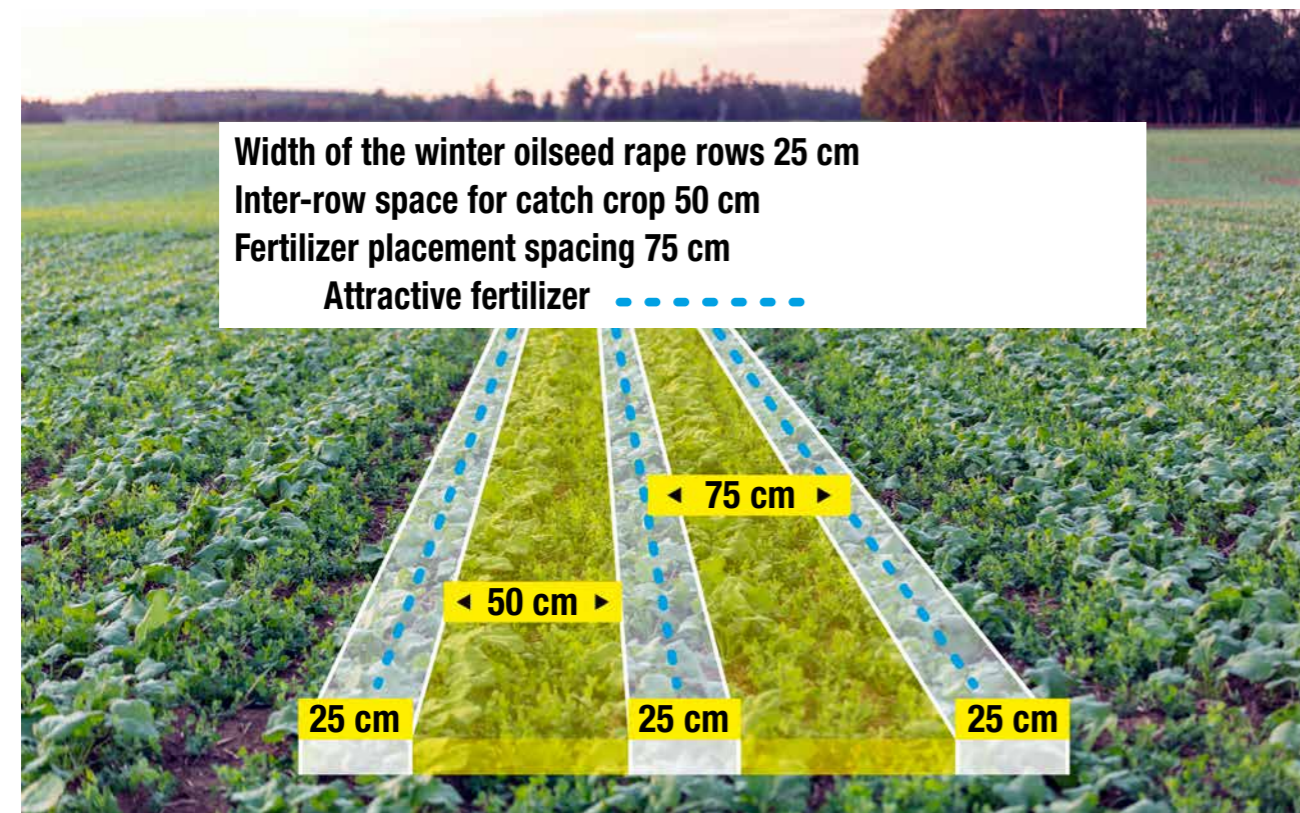 Width of the winter oilseed rape rows 25 cm
Inter-row space for catch crop 50 cm
Fertilizer placement spacing 75 cm
Attractive fertilizer
75 cm
50 cm
25 cm 25 cm 25 cm